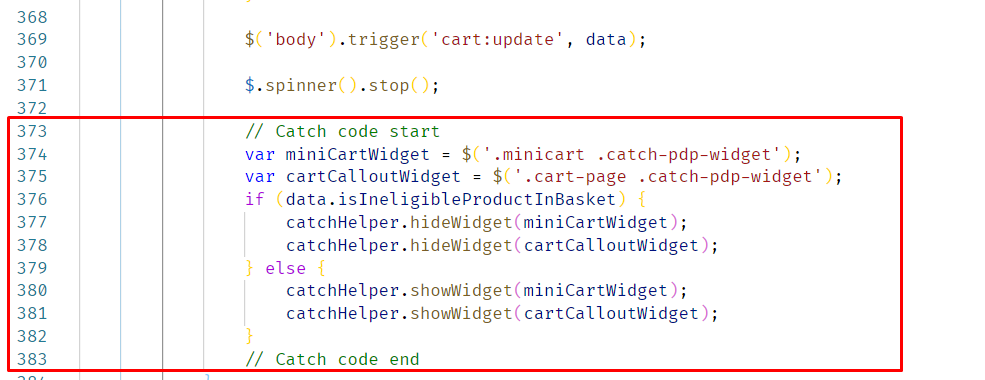 368
369 $('body').trigger('cart:update', data);
370
371 $.spinner().stop();
372
373 // Catch code start
374 var miniCartWidget = $('.minicart .catch-pdp-widget');
375 var cartCalloutWidget = $('.cart-page .catch-pdp-widget');
376 if (data.isIneligibleProductInBasket) {
377 catchHelper.hideWidget(miniCartWidget);
378 catchHelper.hideWidget(cartCalloutWidget);
379 } else {
380 catchHelper.showWidget(miniCartWidget);
381 catchHelper.showWidget(cartCalloutWidget);
382 }
383 // Catch code end